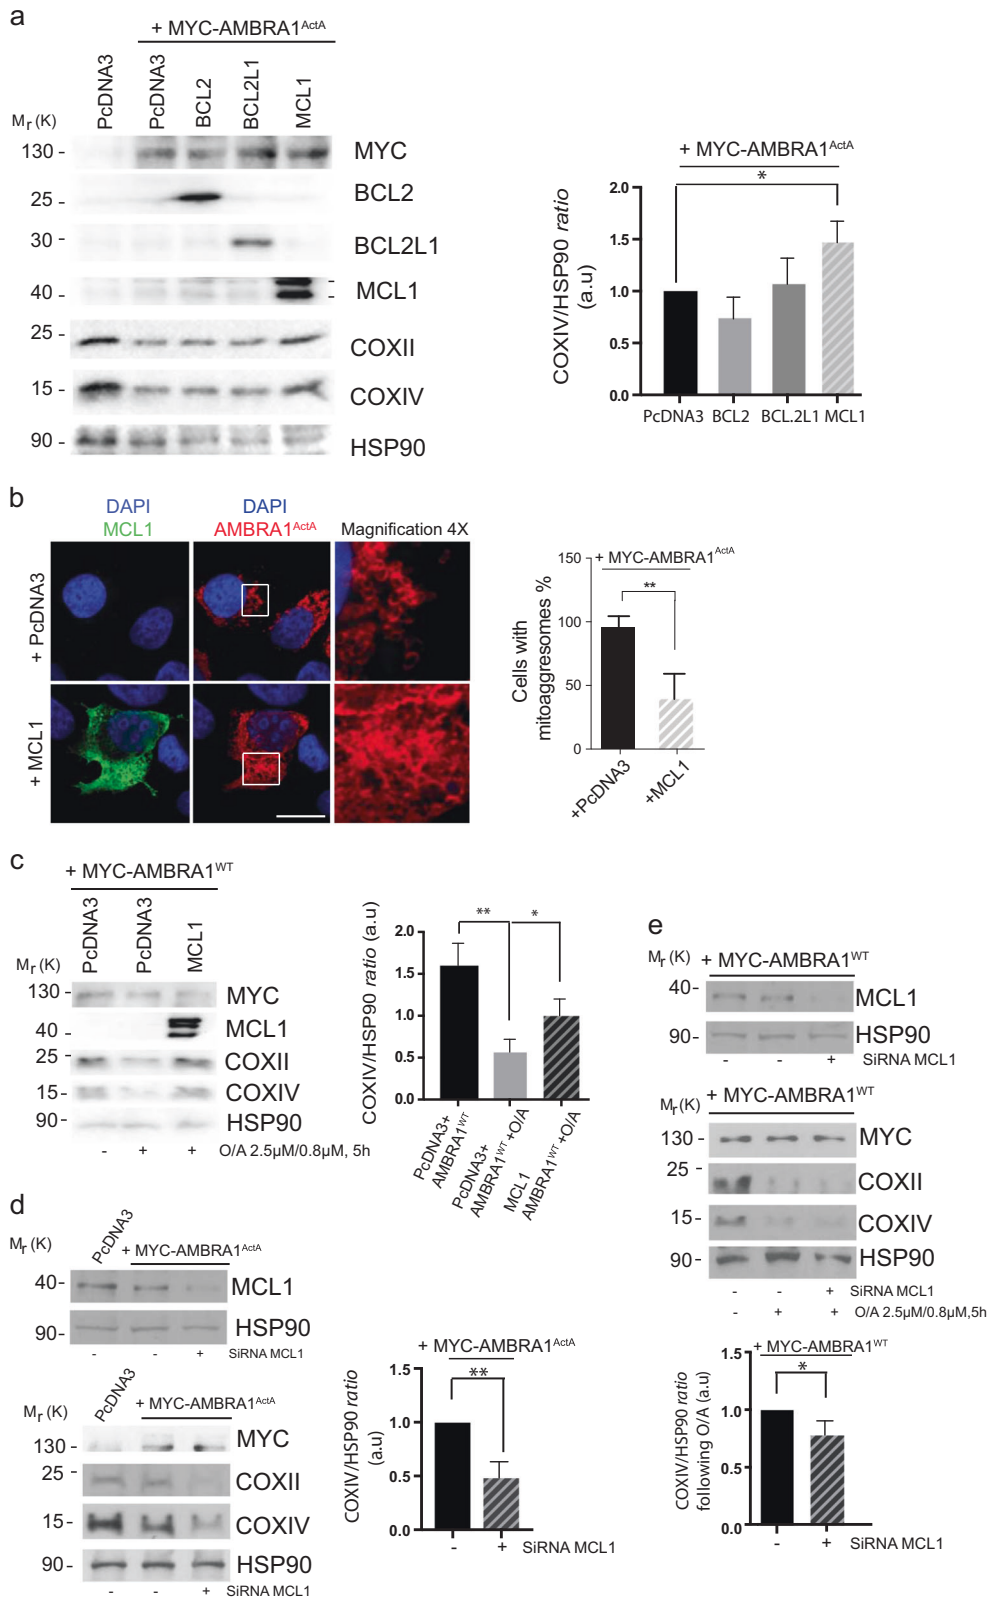 a
+ MYC-AMBRA1ActA
PcDNA3 PcDNA3 BCL2 BCL2L1 MCL1
Mr (K)
130 - MYC
25 - BCL2
30 - BCL2L1
40 - MCL1
25 - COXII
15 - COXIV
90 - HSP90
+ MYC-AMBRA1ActA
*
COXIV/HSP90 ratio
(a.u)
2.0
1.5
1.0
0.5
0.0
PcDNA3 BCL2 BCL.2L1 MCL1
b
DAPI DAPI
MCL1 AMBRA1ActA Magnification 4X
+ PcDNA3
+ MCL1
+ MYC-AMBRA1ActA
**
Cells with
mitoaggresomes %
150
100
50
0
+PcDNA3 +MCL1
c
+ MYC-AMBRA1WT
PcDNA3 PcDNA3 MCL1
Mr (K)
130 - MYC
40 - MCL1
25 - COXII
15 - COXIV
90 - HSP90
- + + O/A 2.5μM/0.8μM, 5h
COXIV/HSP90 ratio (a.u)
** *
2.0
1.5
1.0
0.5
0.0
PcDNA3+
AMBRA1WT
PcDNA3+
AMBRA1WT+O/A
MCL1
AMBRA1WT+O/A
d
PcDNA3
Mr (K) + MYC-AMBRA1ActA
40- MCL1
90- HSP90
- - + SiRNA MCL1
PcDNA3
Mr (K) + MYC-AMBRA1ActA
130 - MYC
25 - COXII
15 - COXIV
90 - HSP90
- - + SiRNA MCL1
+ MYC-AMBRA1ActA
**
COXIV/HSP90 ratio
(a.u)
1.5
1.0
0.5
0.0
- + SiRNA MCL1
e
Mr (K) + MYC-AMBRA1WT
40- MCL1
90- HSP90
- - + SiRNA MCL1
+ MYC-AMBRA1WT
Mr (K)
130 - MYC
25 - COXII
15 - COXIV
90 - HSP90
- - + SiRNA MCL1
- + + O/A 2.5μM/0.8μM,5h
+ MYC-AMBRA1WT
*
COXIV/HSP90 ratio
following O/A (a.u)
1.5
1.0
0.5
0.0
- + SiRNA MCL1